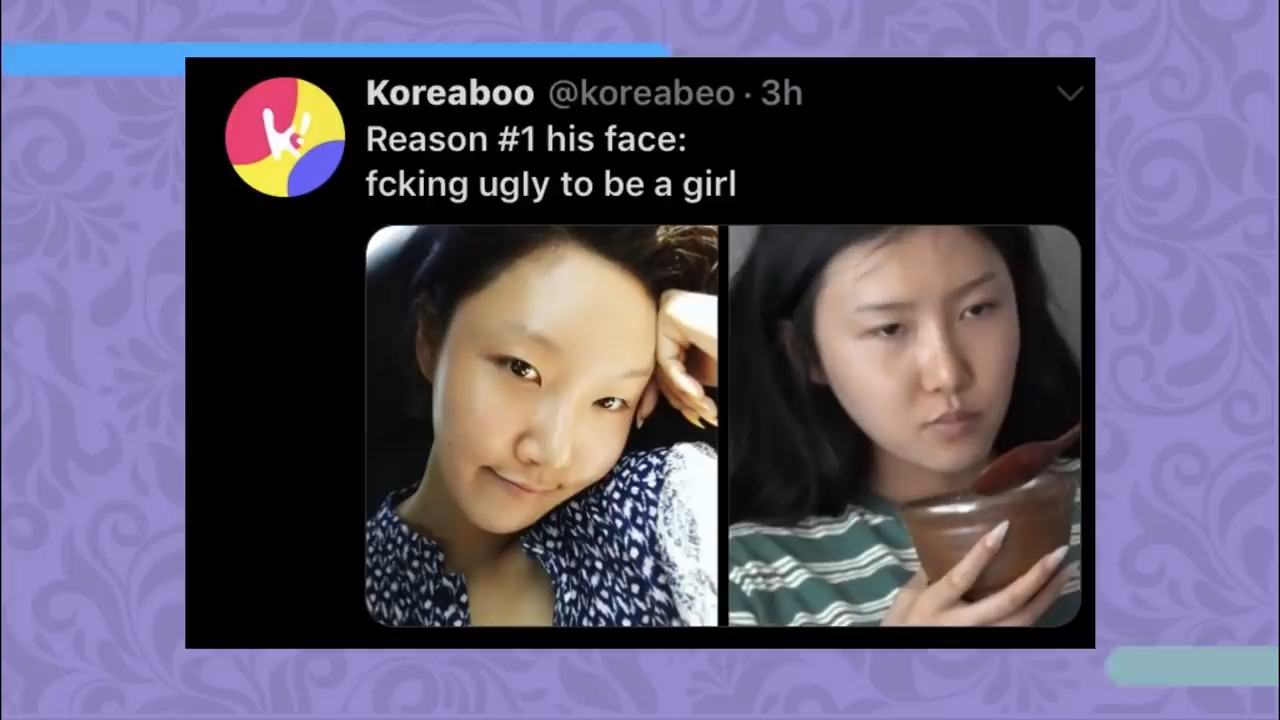 Koreaboo @koreabeo · 3h
Reason #1 his face:
fcking ugly to be a girl